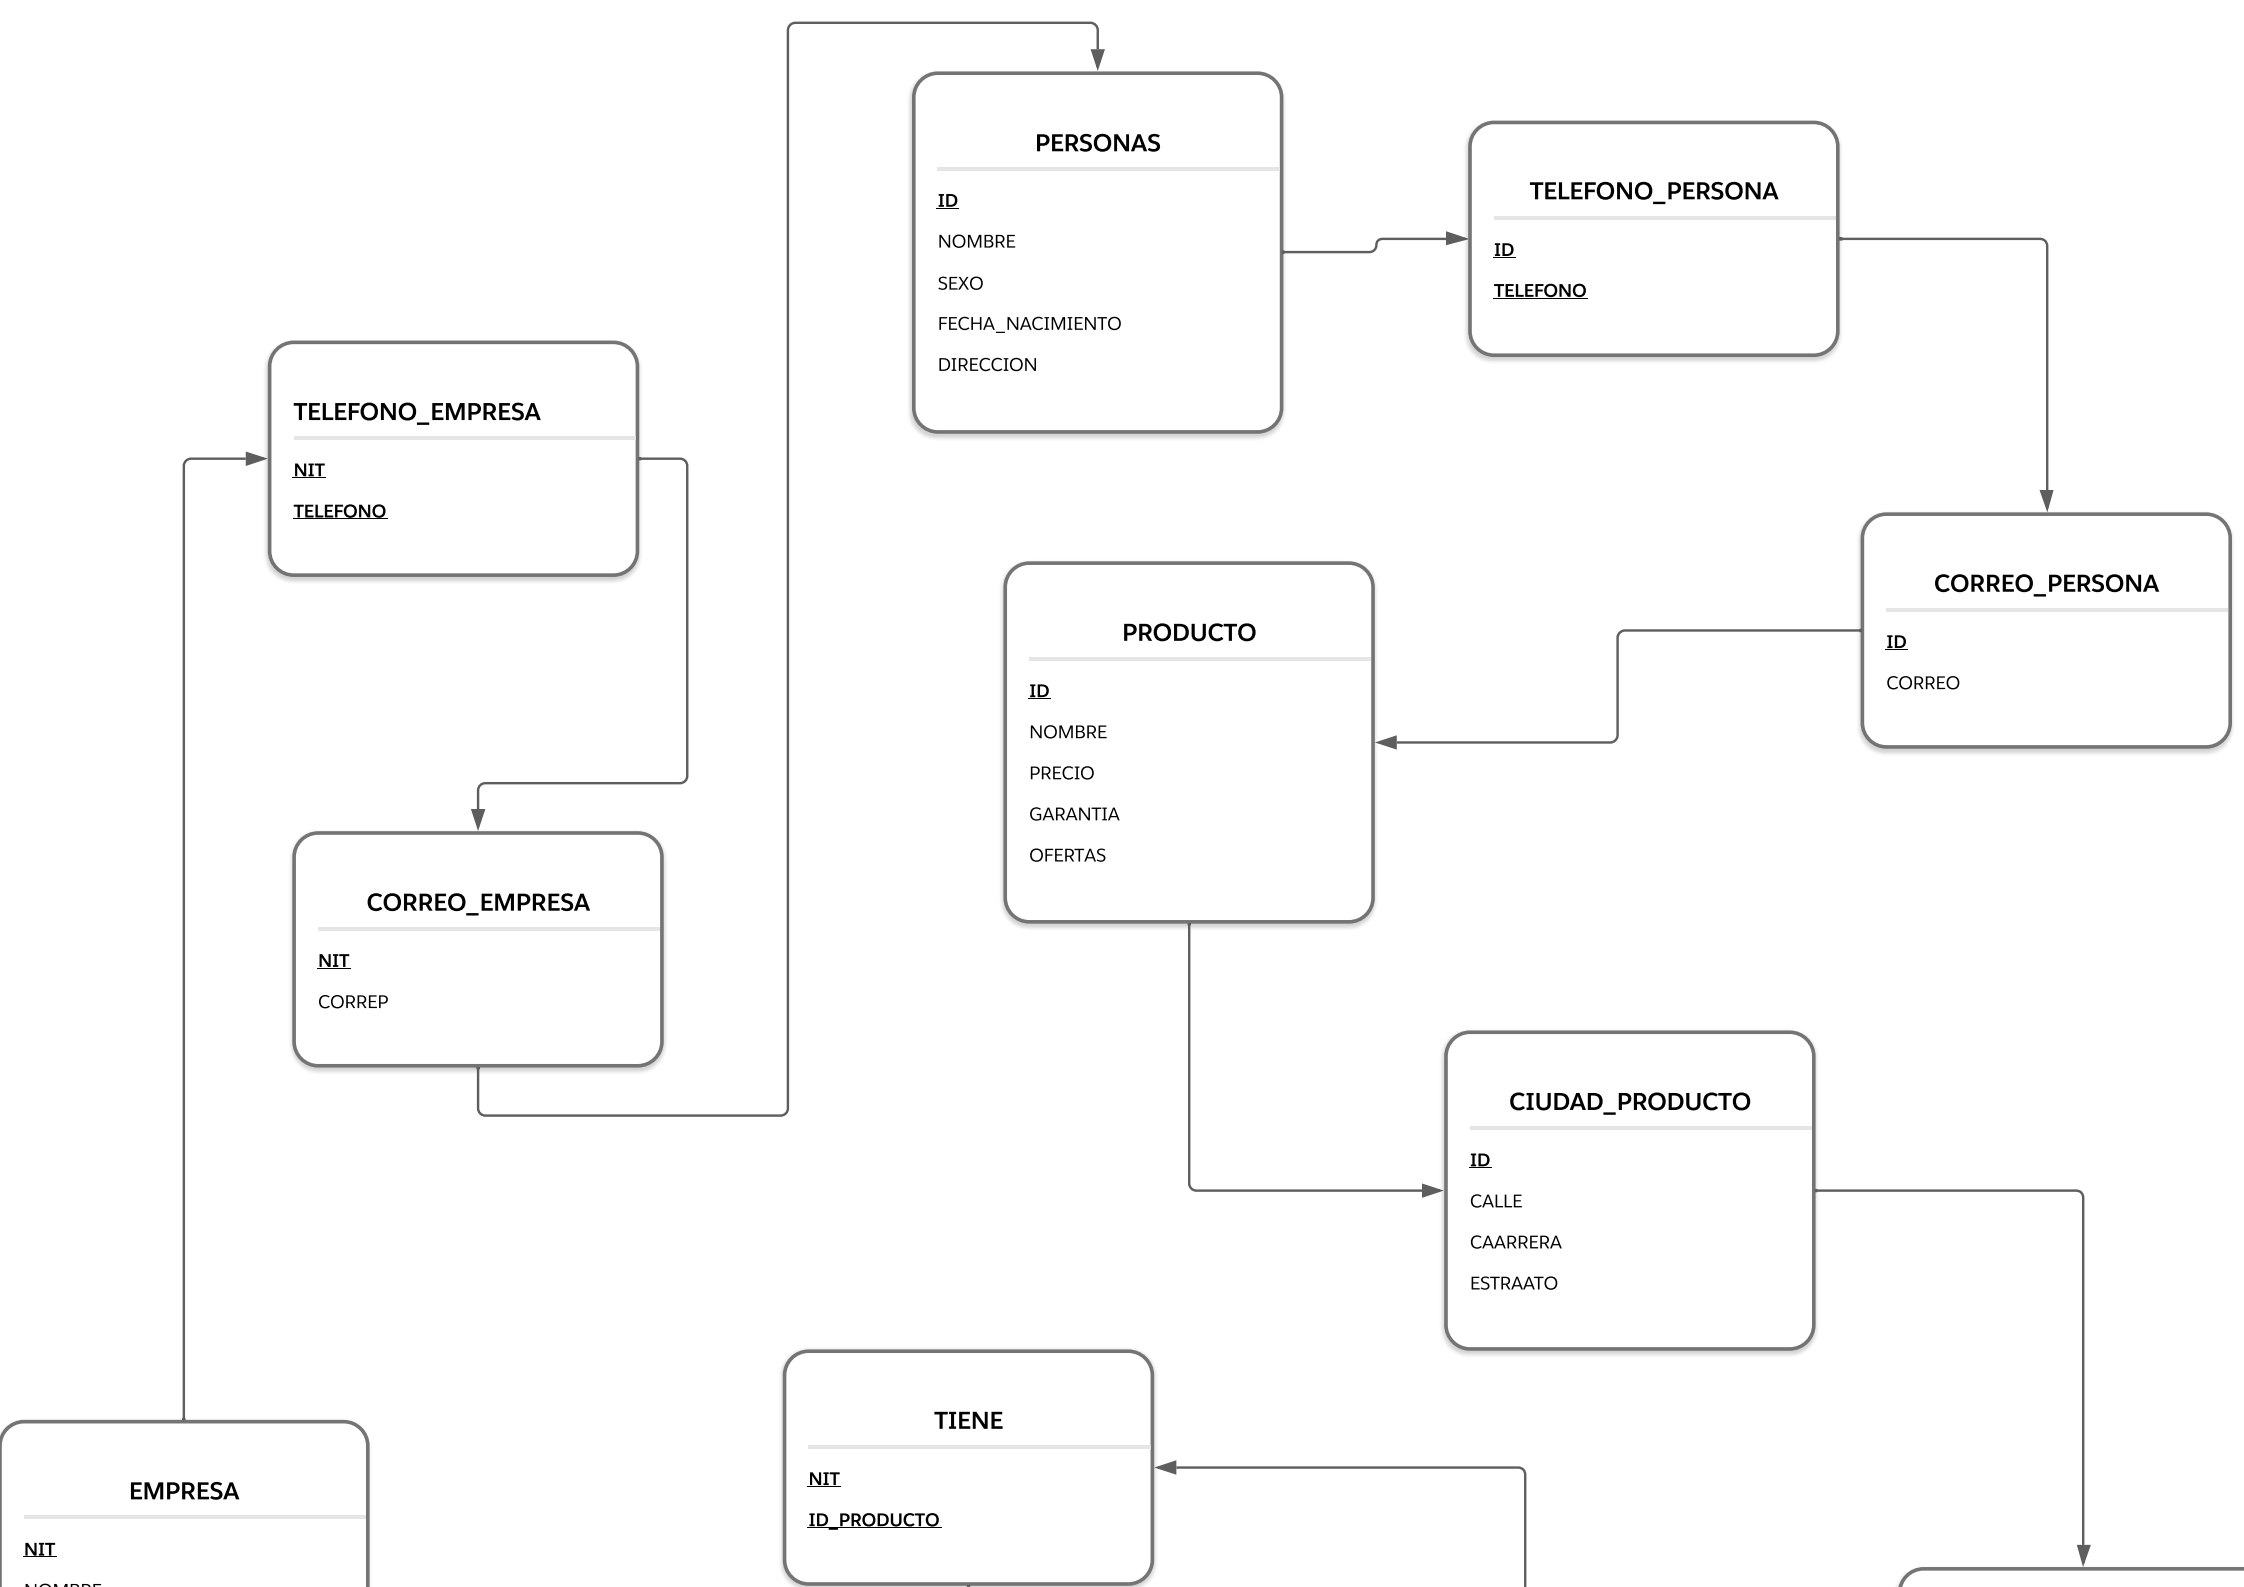 PERSONAS
ID
NOMBRE
SEXO
FECHA_NACIMIENTO
DIRECCION
TELEFONO_PERSONA
ID
TELEFONO
TELEFONO_EMPRESA
NIT
TELEFONO
CORREO_PERSONA
ID
CORREO
PRODUCTO
ID
NOMBRE
PRECIO
GARANTIA
OFERTAS
CORREO_EMPRESA
NIT
CORREP
CIUDAD_PRODUCTO
ID
CALLE
CAARRERA
ESTRAATO
TIENE
NIT
ID_PRODUCTO
EMPRESA
NIT
NOMBRE